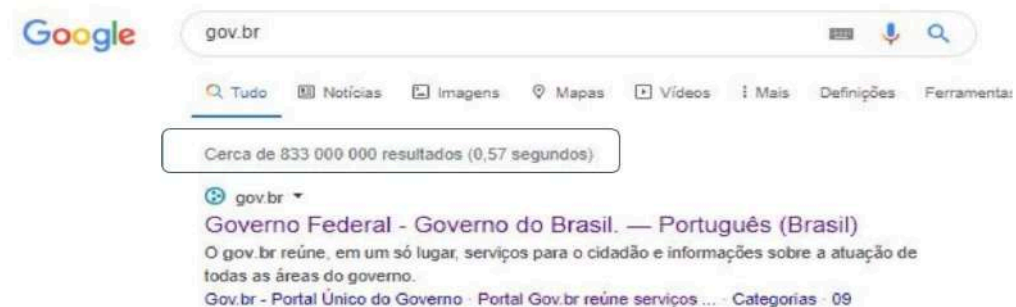 Google
gov.br
Tudo Notícias Imagens Mapas Vídeos Mais Definições Ferramentas
Cerca de 833 000 000 resultados (0,57 segundos)
gov.br
Governo Federal - Governo do Brasil. — Português (Brasil)
O gov.br reúne, em um só lugar, serviços para o cidadão e informações sobre a atuação de
todas as áreas do governo.
Gov.br - Portal Único do Governo · Portal Gov.br reúne serviços ... · Categorias · 09